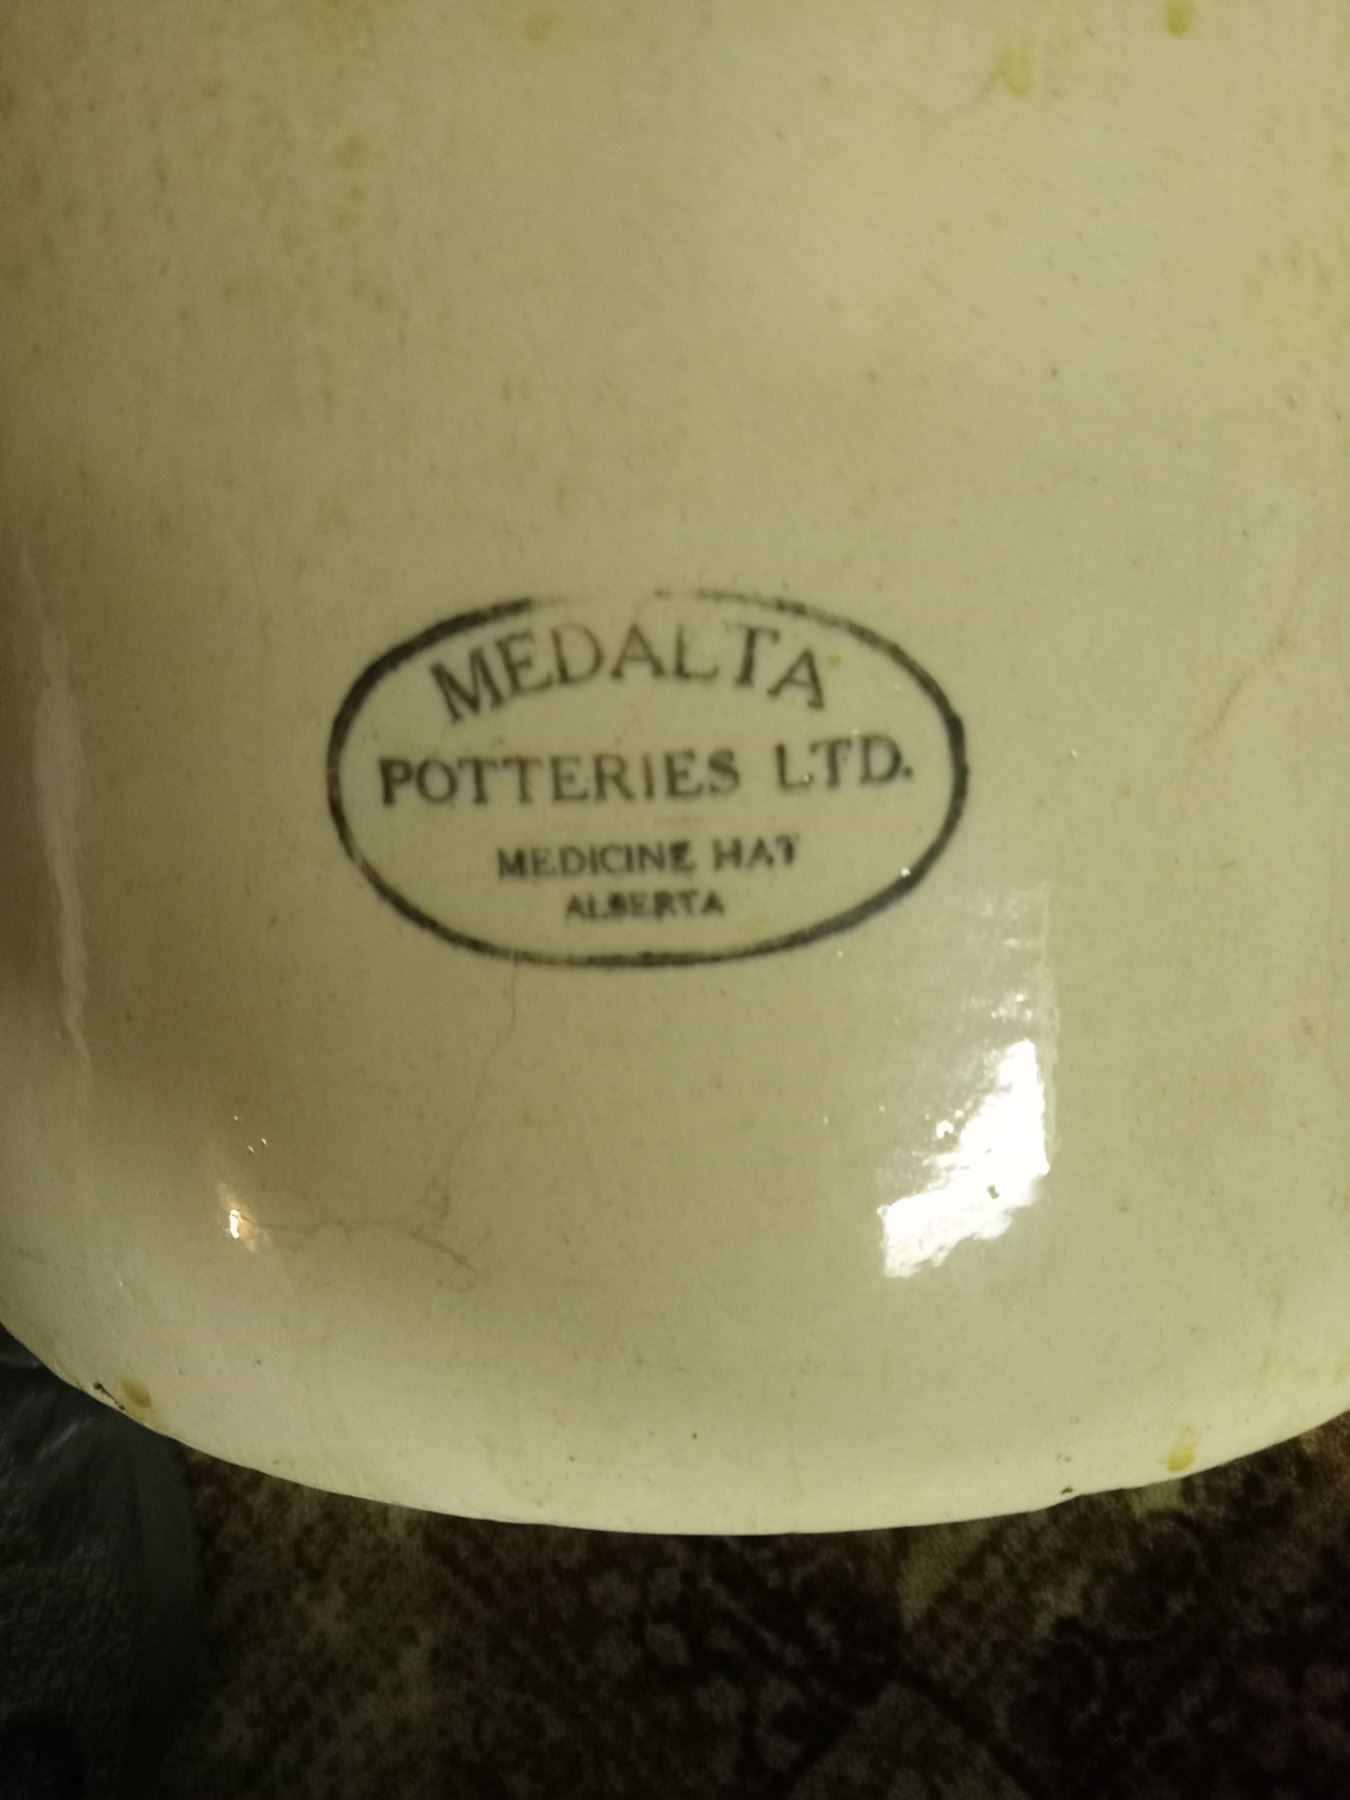 MEDALTA
POTTERIES LTD.
MEDICINE HAT
ALBERTA